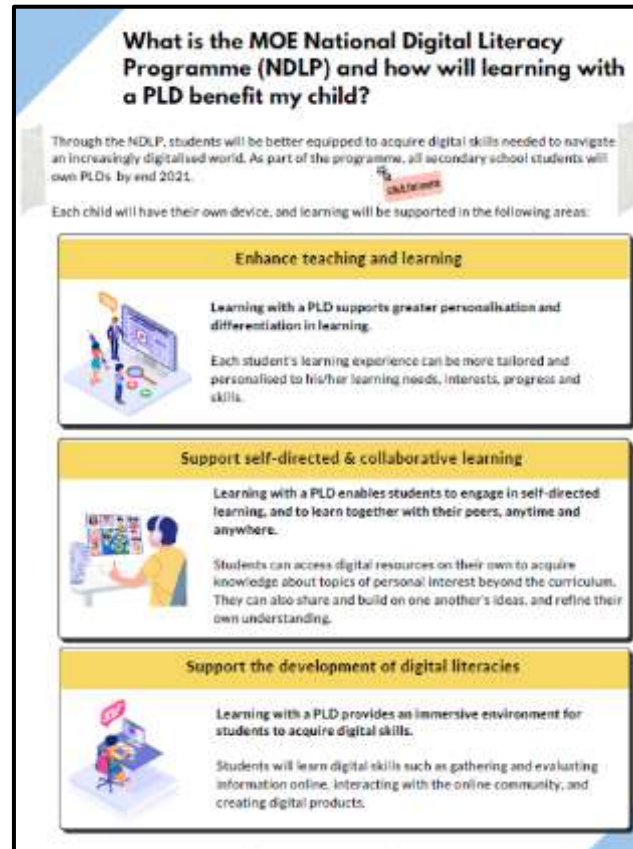 What is the MOE National Digital Literacy
Programme (NDLP) and how will learning with
a PLD benefit my child?
Through the NDLP, students will be better equipped to acquire digital skills needed to navigate
an increasingly digitalised world. As part of the programme, all secondary school students will
own PLDs by end 2021.
Each child will have their own device, and learning will be supported in the following areas:
Enhance teaching and learning
Learning with a PLD supports greater personalisation and
differentiation in learning.
Each student's learning experience can be more tailored and
personalised to his/her learning needs, interests, progress and
skills.
Support self-directed & collaborative learning
Learning with a PLD enables students to engage in self-directed
learning, and to learn together with their peers, anytime and
anywhere.
Students can access digital resources on their own to acquire
knowledge about topics of personal interest beyond the curriculum.
They can also share and build on one another's ideas, and refine their
own understanding.
Support the development of digital literacies
Learning with a PLD provides an immersive environment for
students to acquire digital skills.
Students will learn digital skills such as gathering and evaluating
information online, interacting with the online community, and
creating digital products.